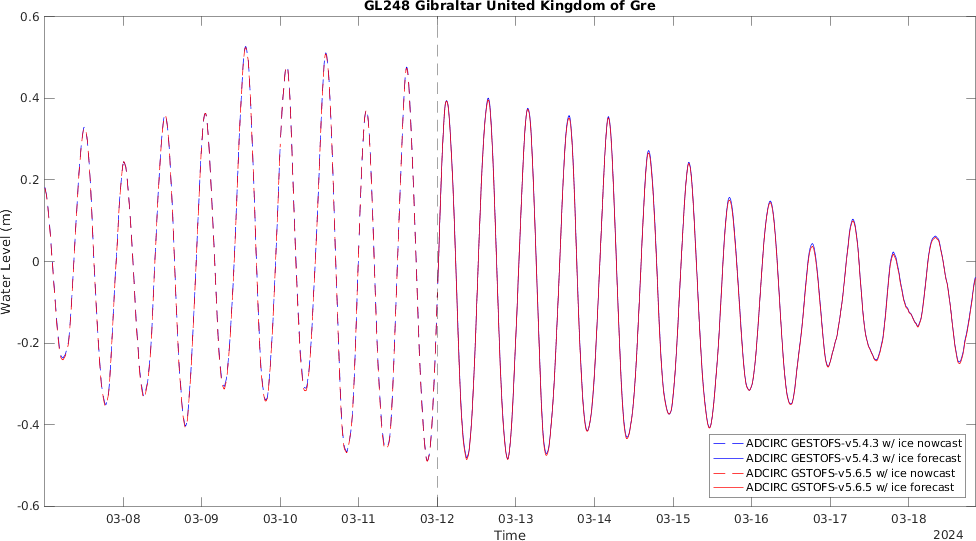 GL248 Gibraltar United Kingdom of Gre
0.6
0.4
0.2
0
-0.2
-0.4
-0.6
Water Level (m)
ADCIRC GESTOFS-v5.4.3 w/ ice nowcast
ADCIRC GESTOFS-v5.4.3 w/ ice forecast
ADCIRC GSTOFS-v5.6.5 w/ ice nowcast
ADCIRC GSTOFS-v5.6.5 w/ ice forecast
03-08 03-09 03-10 03-11 03-12 03-13 03-14 03-15 03-16 03-17 03-18
Time
2024